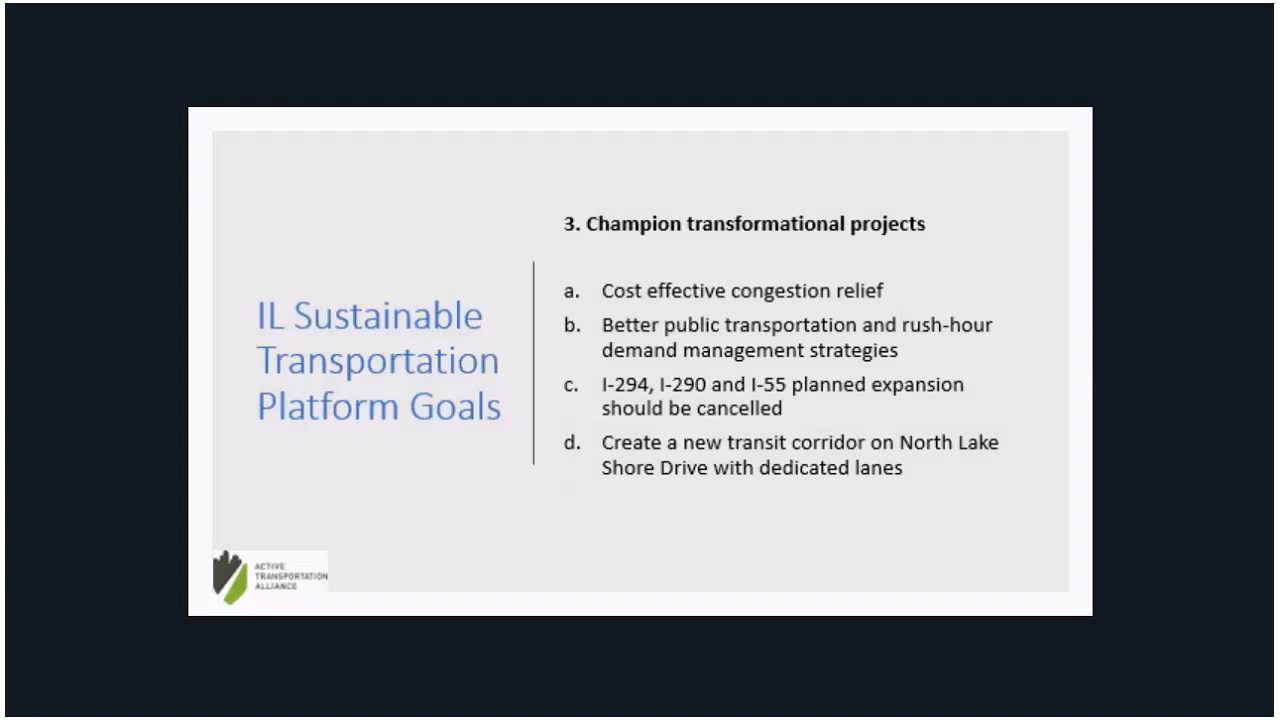 3. Champion transformational projects
IL Sustainable
Transportation
Platform Goals
a. Cost effective congestion relief
b. Better public transportation and rush-hour
demand management strategies
c. I-294, I-290 and I-55 planned expansion
should be cancelled
d. Create a new transit corridor on North Lake
Shore Drive with dedicated lanes
ACTIVE
TRANSPORTATION
ALLIANCE